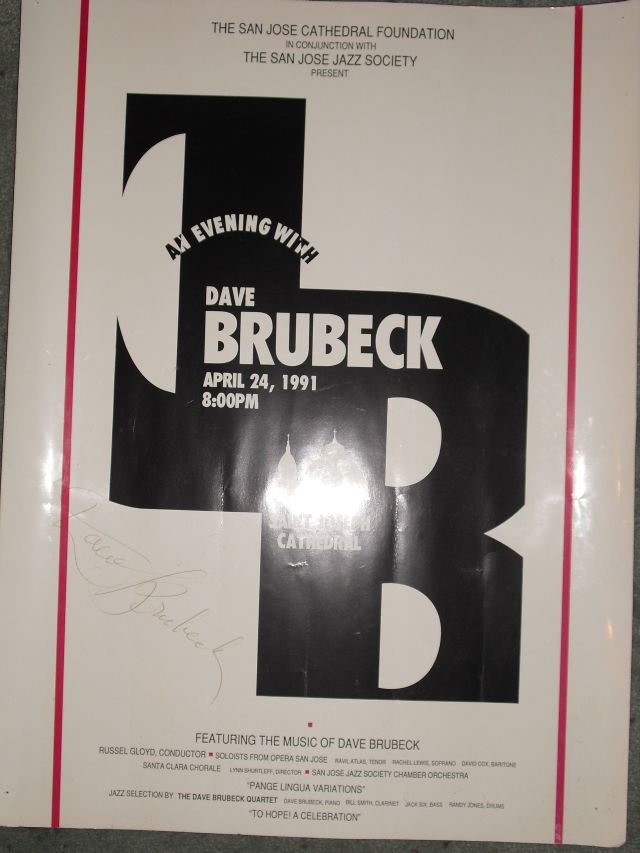 THE SAN JOSE CATHEDRAL FOUNDATION
IN CONJUNCTION WITH
THE SAN JOSE JAZZ SOCIETY
PRESENT
AN EVENING WITH
DAVE
BRUBECK
APRIL 24, 1991
8:00PM
SAINT JOSEPH
CATHEDRAL
Dave Brubeck
FEATURING THE MUSIC OF DAVE BRUBECK
RUSSEL GLOYD, CONDUCTOR ■ SOLOISTS FROM OPERA SAN JOSE RAVIL ATLAS, TENOR RACHEL LEWIS, SOPRANO DAVID COX, BARITONE
SANTA CLARA CHORALE LYNN SHURTLEFF, DIRECTOR ■ SAN JOSE JAZZ SOCIETY CHAMBER ORCHESTRA
"PANGE LINGUA VARIATIONS"
JAZZ SELECTION BY THE DAVE BRUBECK QUARTET DAVE BRUBECK, PIANO BILL SMITH, CLARINET JACK SIX, BASS RANDY JONES, DRUMS
"TO HOPE! A CELEBRATION"